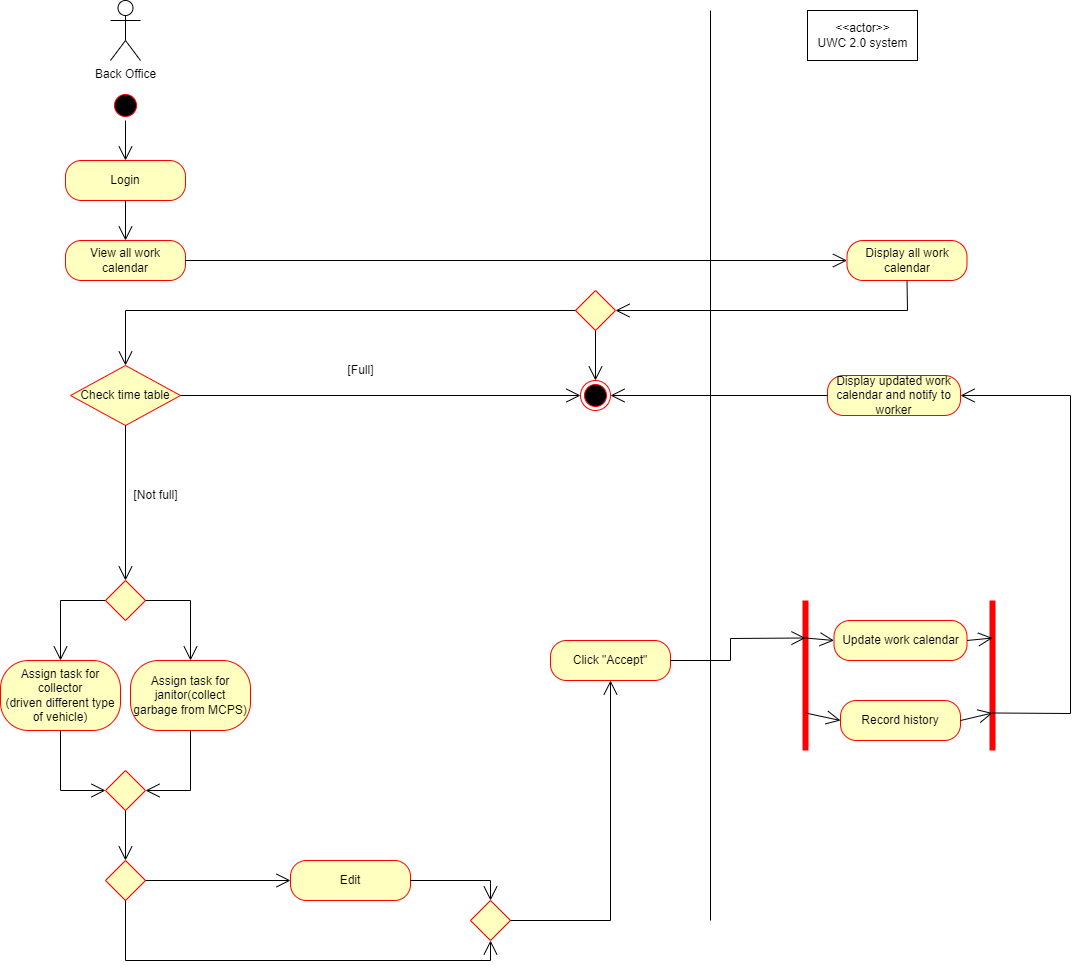 <<actor>>
UWC 2.0 system
Back Office
Login
View all work
calendar
Display all work
calendar
[Full]
Check time table
Display updated work
calendar and notify to
worker
[Not full]
Assign task for
collector
(driven different type
of vehicle)
Assign task for
janitor(collect
garbage from MCPS)
Click "Accept"
Update work calendar
Record history
Edit